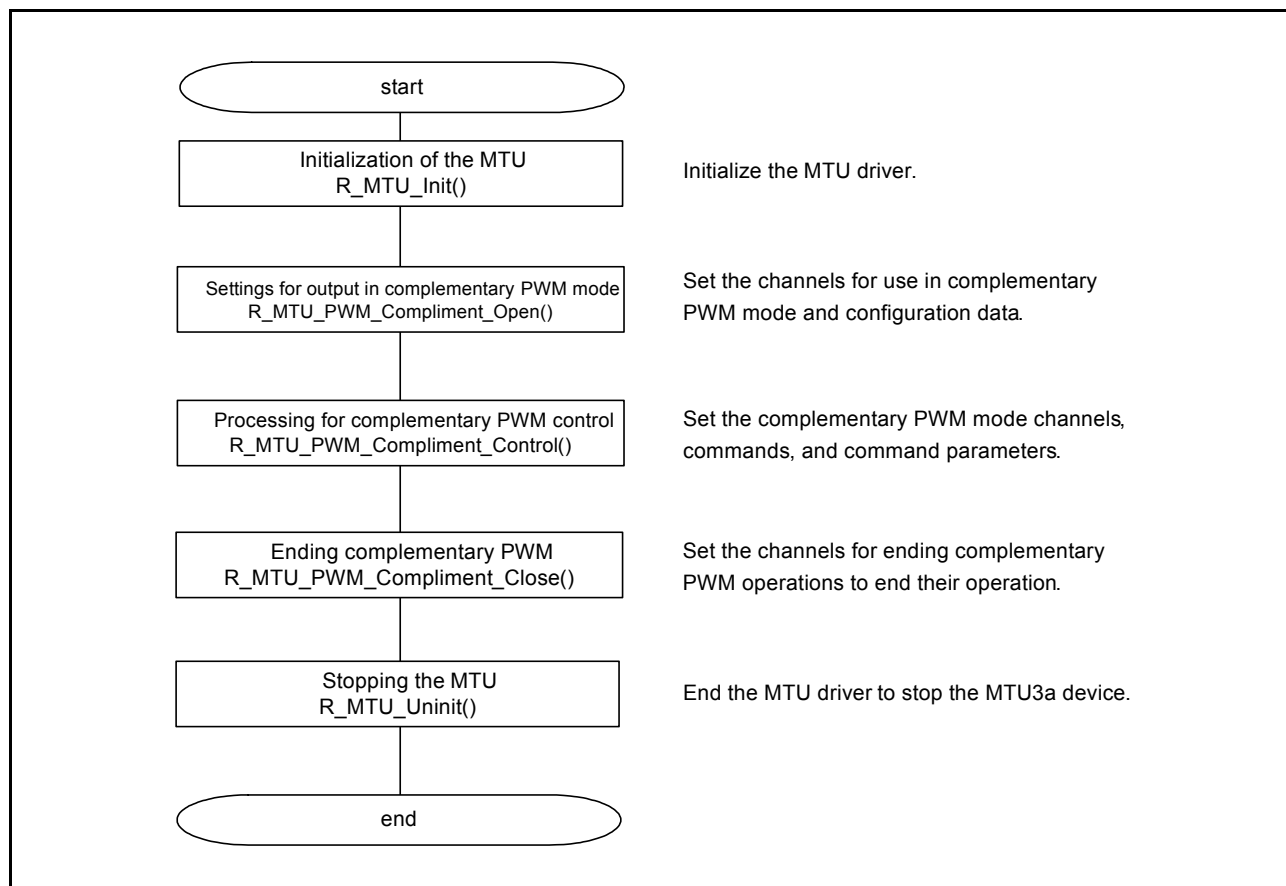 start
Initialization of the MTU
R_MTU_Init()
Initialize the MTU driver.
Settings for output in complementary PWM mode
R_MTU_PWM_Compliment_Open()
Set the channels for use in complementary
PWM mode and configuration data.
Processing for complementary PWM control
R_MTU_PWM_Compliment_Control()
Set the complementary PWM mode channels,
commands, and command parameters.
Ending complementary PWM
R_MTU_PWM_Compliment_Close()
Set the channels for ending complementary
PWM operations to end their operation.
Stopping the MTU
R_MTU_Uninit()
End the MTU driver to stop the MTU3a device.
end